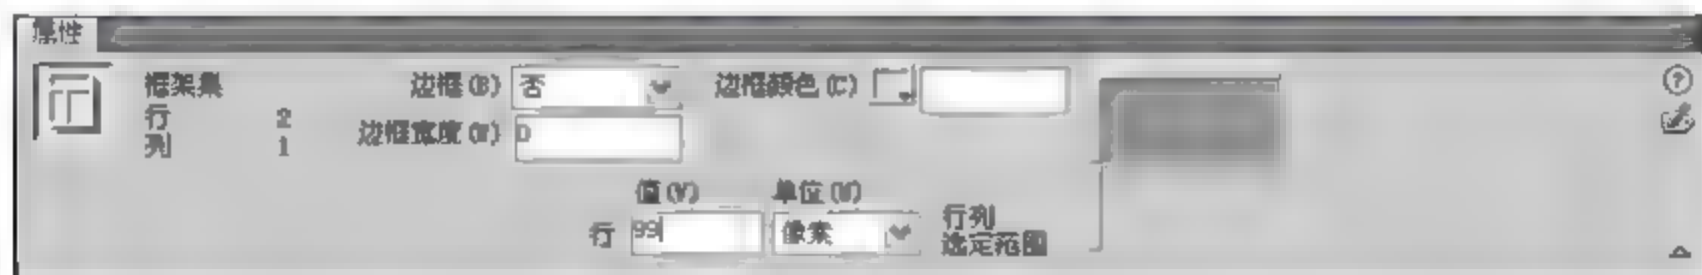 属性
框架集 边框(B) 否 边框颜色(C)
行 2
列 1 边框宽度(W) 0
值(V) 单位(U)
行 99 像素 行列
选定范围